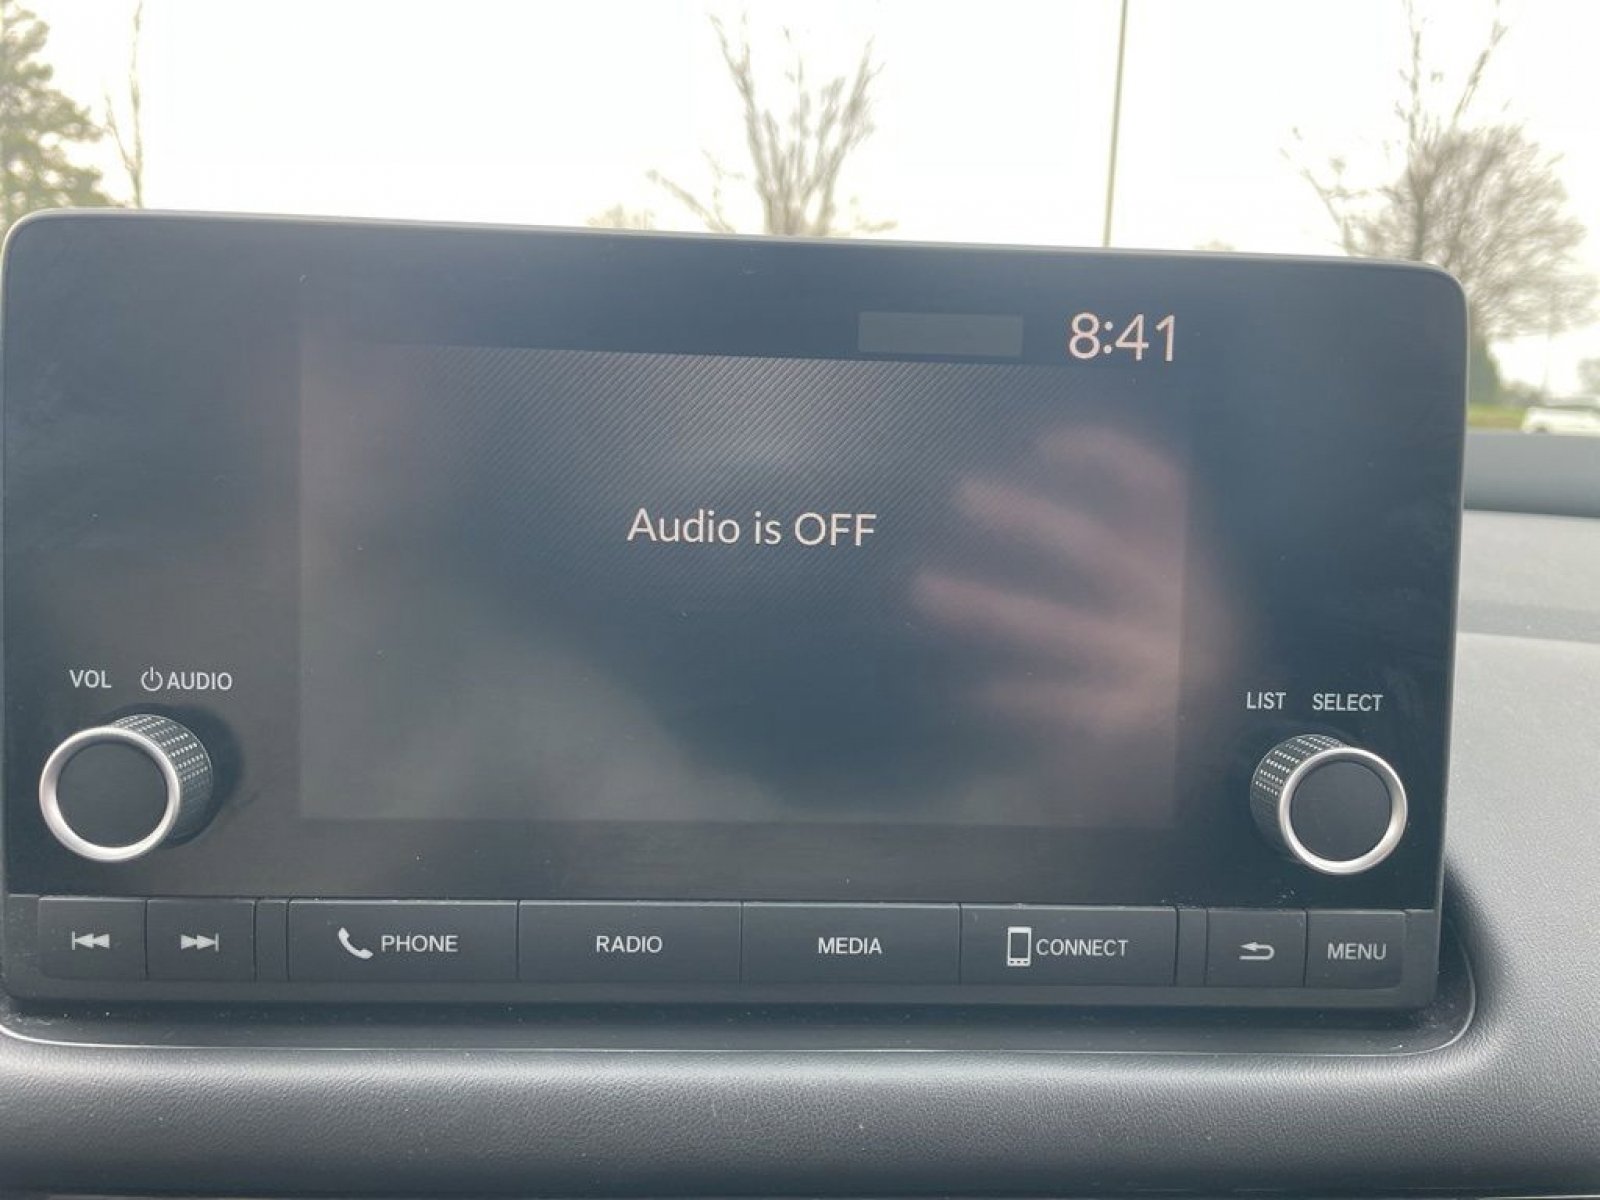 8:41
Audio is OFF
VOL AUDIO
LIST SELECT
PHONE RADIO MEDIA CONNECT MENU